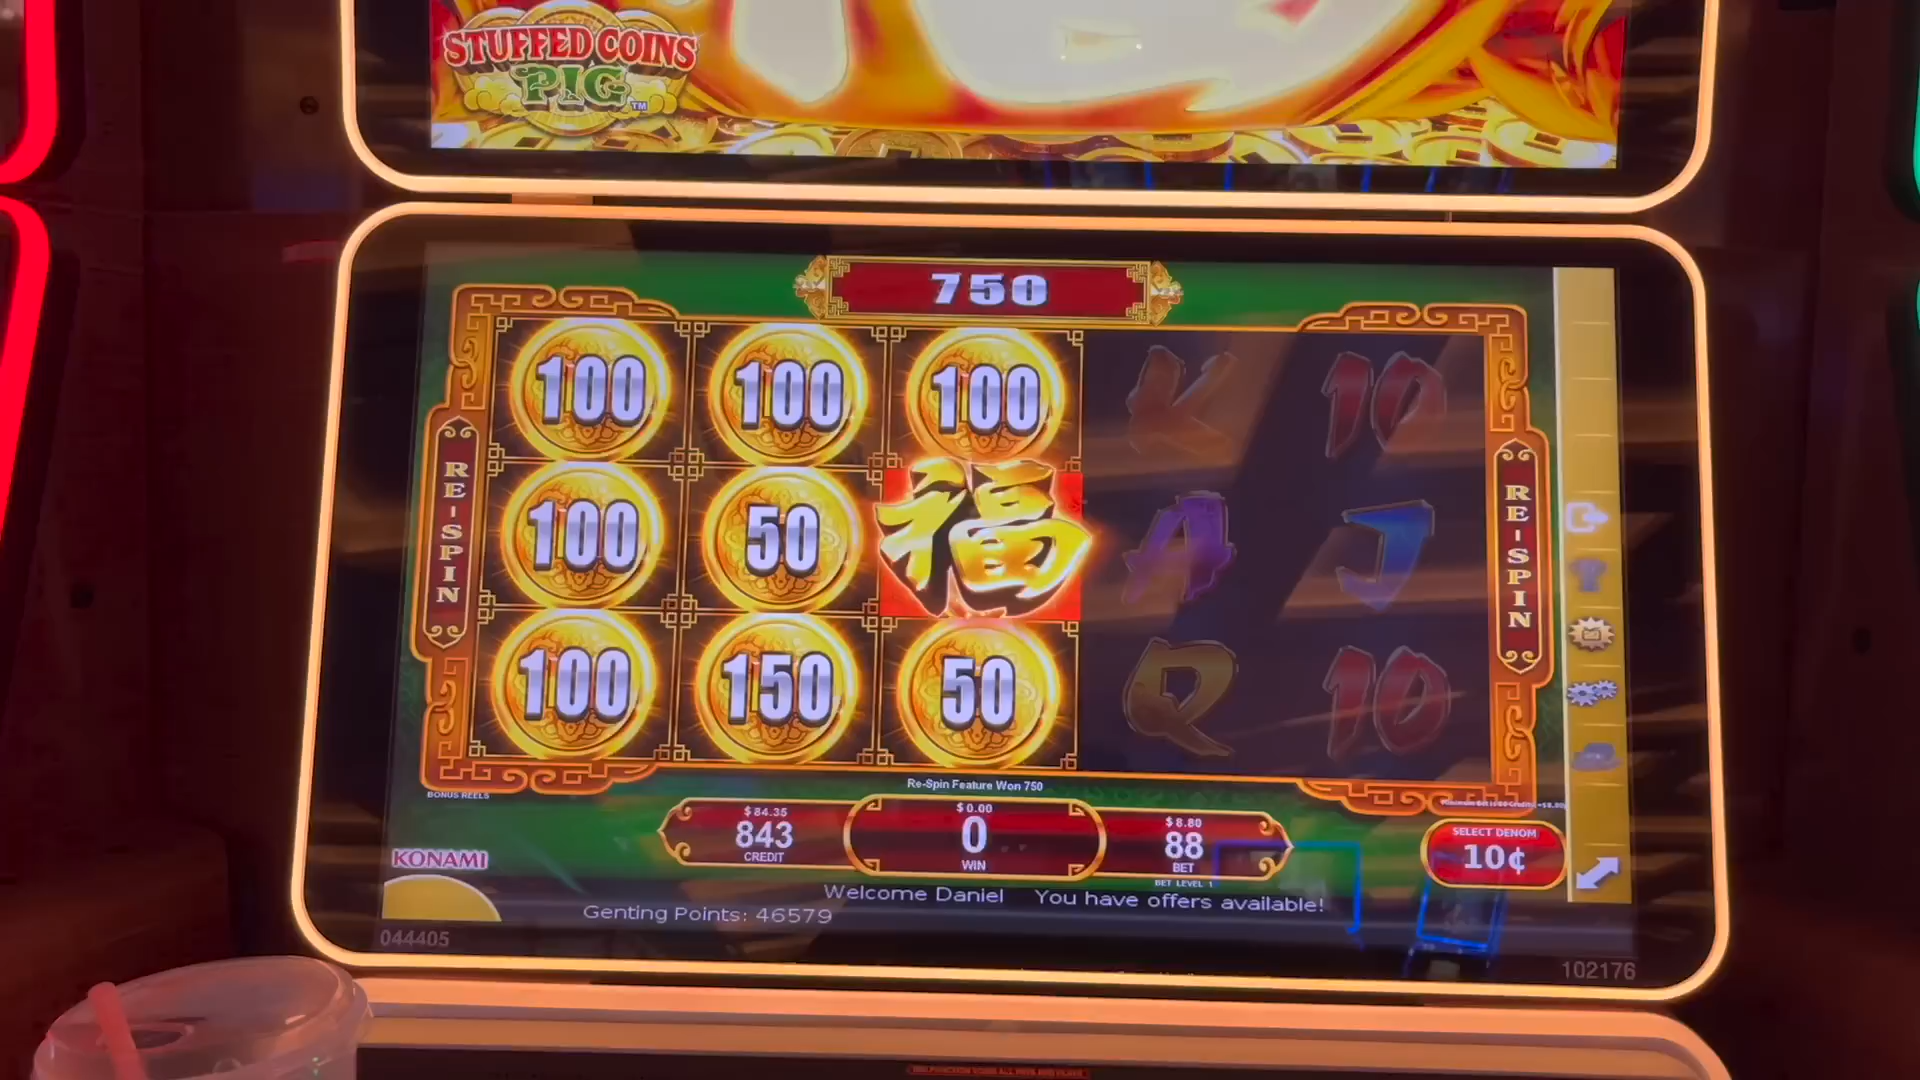 STUFFED COINS
PIG™
750
100 100 100 K 10
RE-SPIN
100 50 福 A J
RE-SPIN
100 150 50 Q 10
Re-Spin Feature Won 750
BONUS REELS
$84.35
843
CREDIT
$0.00
0
WIN
$8.80
88
BET
BET LEVEL 1
SELECT DENOM
10¢
KONAMI
Welcome Daniel You have offers available!
Genting Points: 46579
044405
102176